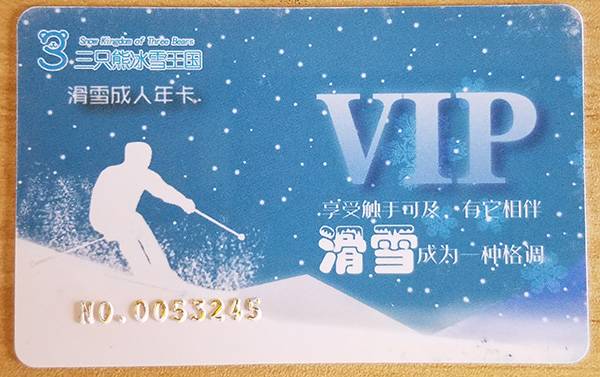 Snow Kingdom of Three Bears
三只熊冰雪王国
滑雪成人年卡
VIP
享受触手可及，有它相伴
滑雪成为一种格调
NO.0053245